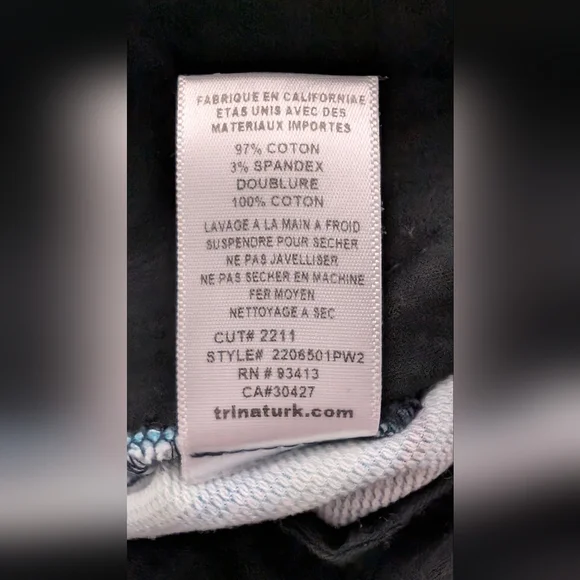 FABRIQUE EN CALIFORNIAE
ETAS UNIS AVEC DES
MATERIAUX IMPORTES
97% COTON
3% SPANDEX
DOUBLURE
100% COTON
LAVAGE A LA MAIN A FROID
SUSPENDRE POUR SECHER
NE PAS JAVELLISER
NE PAS SECHER EN MACHINE
FER MOYEN
NETTOYAGE A SEC
CUT# 2211
STYLE# 2206501PW2
RN # 93413
CA#30427
trinaturk.com